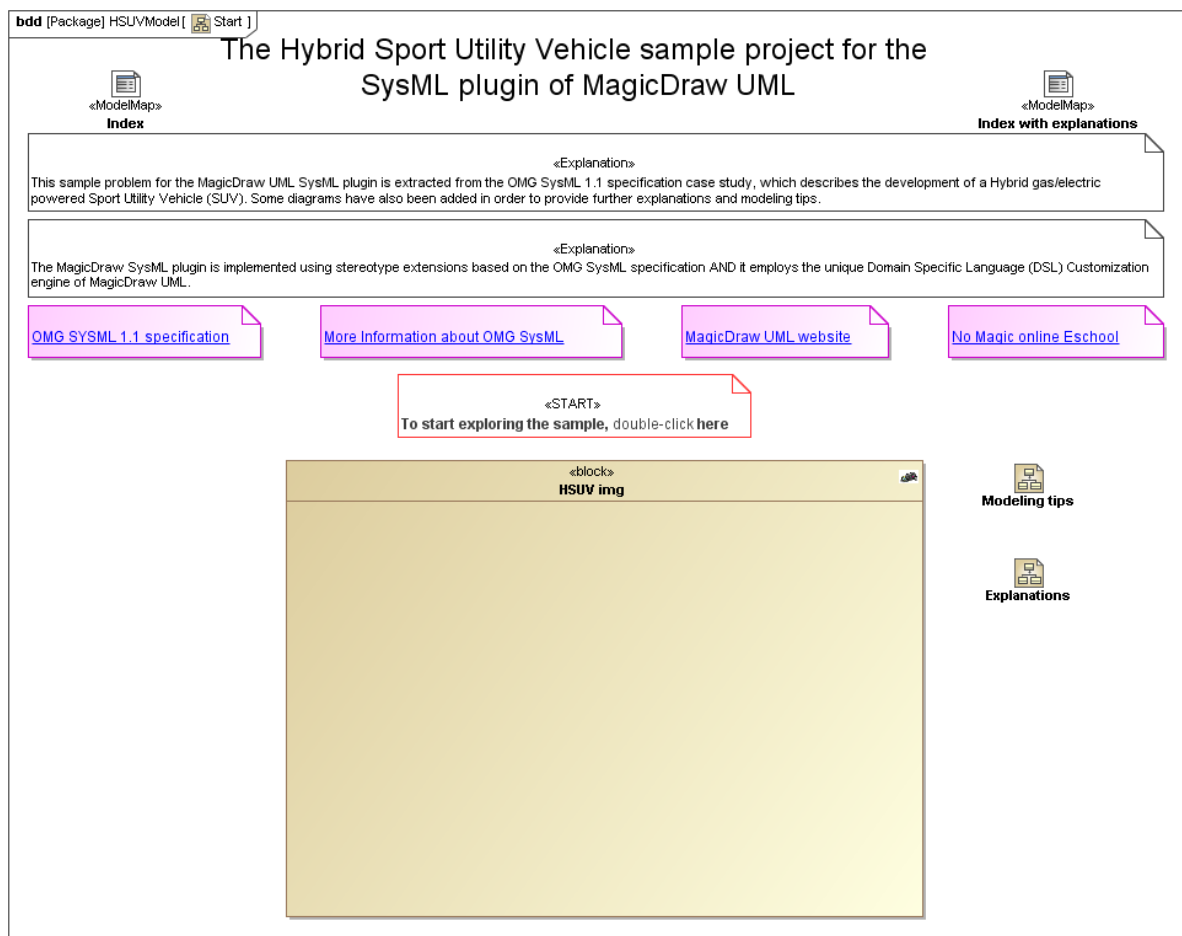 bdd [Package] HSUVModel[ Start ]
The Hybrid Sport Utility Vehicle sample project for the
SysML plugin of MagicDraw UML
«ModelMap»
Index
«ModelMap»
Index with explanations
«Explanation»
This sample problem for the MagicDraw UML SysML plugin is extracted from the OMG SysML 1.1 specification case study, which describes the development of a Hybrid gas/electric
powered Sport Utility Vehicle (SUV). Some diagrams have also been added in order to provide further explanations and modeling tips.
«Explanation»
The MagicDraw SysML plugin is implemented using stereotype extensions based on the OMG SysML specification AND it employs the unique Domain Specific Language (DSL) Customization
engine of MagicDraw UML.
OMG SYSML 1.1 specification
More Information about OMG SysML
MagicDraw UML website
No Magic online Eschool
«START»
To start exploring the sample, double-click here
«block»
HSUV img
Modeling tips
Explanations